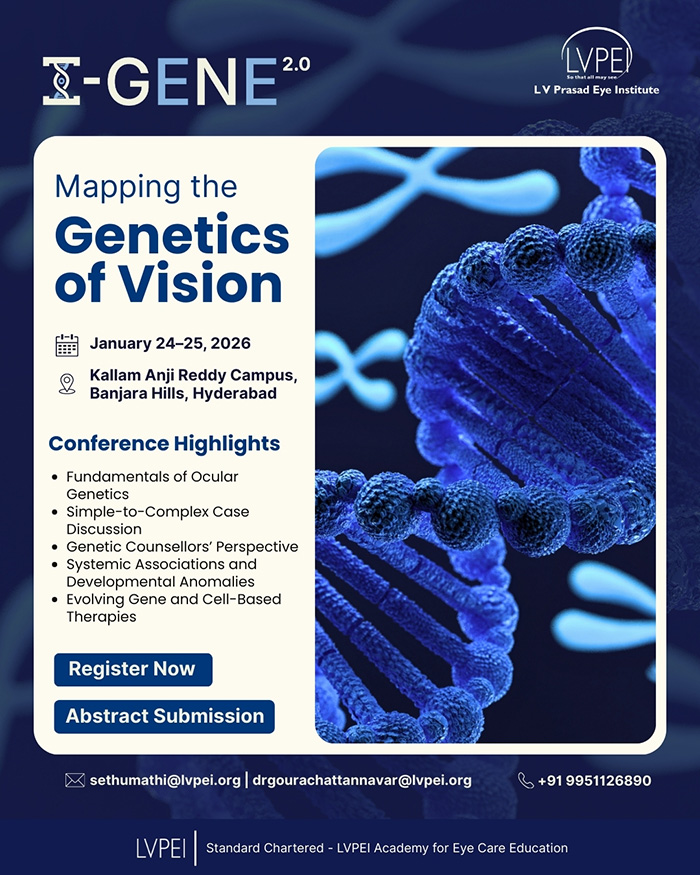 I-GENE 2.0
LVPEI
So that all may see
L V Prasad Eye Institute
Mapping the
Genetics
of Vision
January 24–25, 2026
Kallam Anji Reddy Campus,
Banjara Hills, Hyderabad
Conference Highlights
• Fundamentals of Ocular
Genetics
• Simple-to-Complex Case
Discussion
• Genetic Counsellors’ Perspective
• Systemic Associations and
Developmental Anomalies
• Evolving Gene and Cell-Based
Therapies
Register Now
Abstract Submission
sethumathi@lvpei.org | drgourachattannavar@lvpei.org
+91 9951126890
LVPEI | Standard Chartered - LVPEI Academy for Eye Care Education